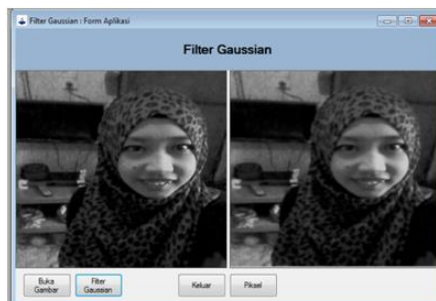 Filter Gaussian : Form Aplikasi
Filter Gaussian
Buka
Gambar
Filter
Gaussian
Keluar
Piksel